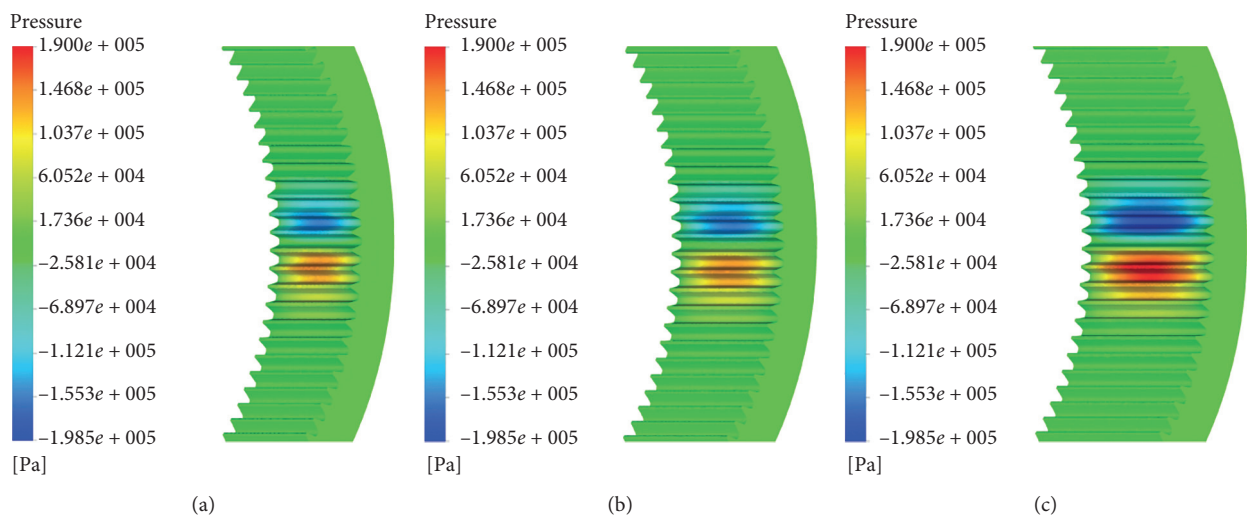 Pressure
1.900e + 005
1.468e + 005
1.037e + 005
6.052e + 004
1.736e + 004
–2.581e + 004
–6.897e + 004
–1.121e + 005
–1.553e + 005
–1.985e + 005
[Pa]
(a)
Pressure
1.900e + 005
1.468e + 005
1.037e + 005
6.052e + 004
1.736e + 004
–2.581e + 004
–6.897e + 004
–1.121e + 005
–1.553e + 005
–1.985e + 005
[Pa]
(b)
Pressure
1.900e + 005
1.468e + 005
1.037e + 005
6.052e + 004
1.736e + 004
–2.581e + 004
–6.897e + 004
–1.121e + 005
–1.553e + 005
–1.985e + 005
[Pa]
(c)